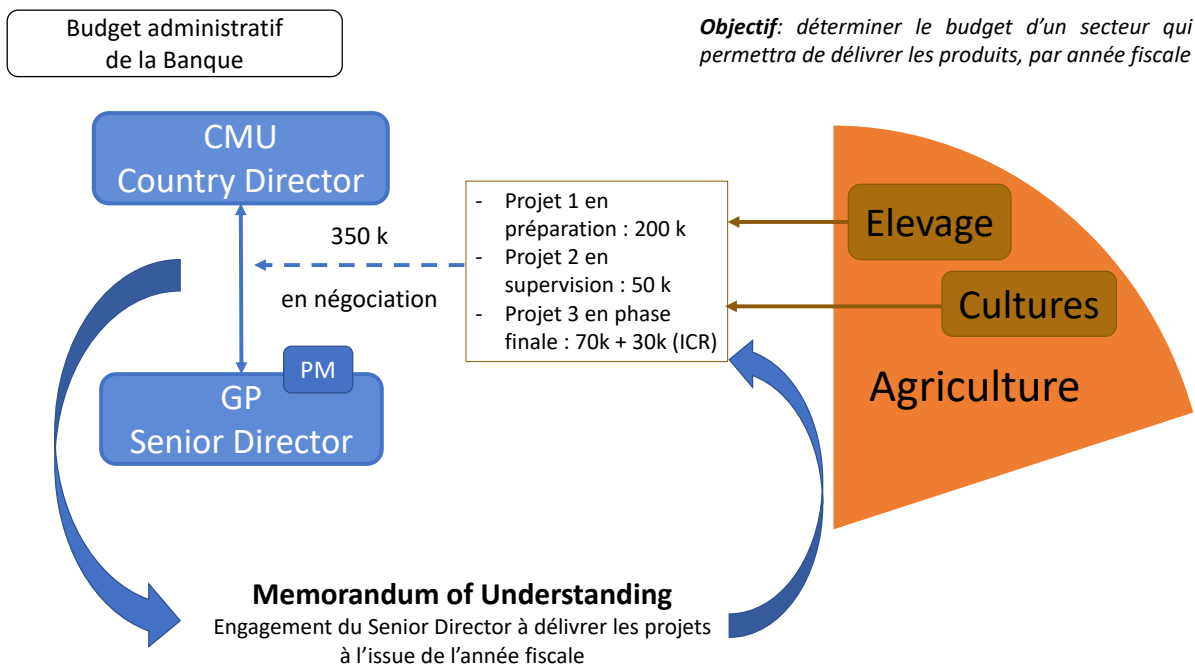 Budget administratif
de la Banque
Objectif: déterminer le budget d’un secteur qui
permettra de délivrer les produits, par année fiscale
CMU
Country Director
350 k
en négociation
PM
GP
Senior Director
- Projet 1 en
préparation : 200 k
- Projet 2 en
supervision : 50 k
- Projet 3 en phase
finale : 70k + 30k (ICR)
Elevage
Cultures
Agriculture
Memorandum of Understanding
Engagement du Senior Director à délivrer les projets
à l’issue de l’année fiscale